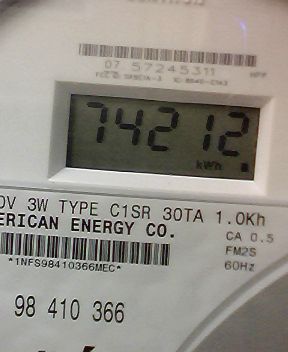 07 57245311
74212
kWh
0V 3W TYPE C1SR 30TA 1.0Kh
ERICAN ENERGY CO.
CA 0.5
FM2S
*1NFS98410366MEC*
60Hz
98 410 366